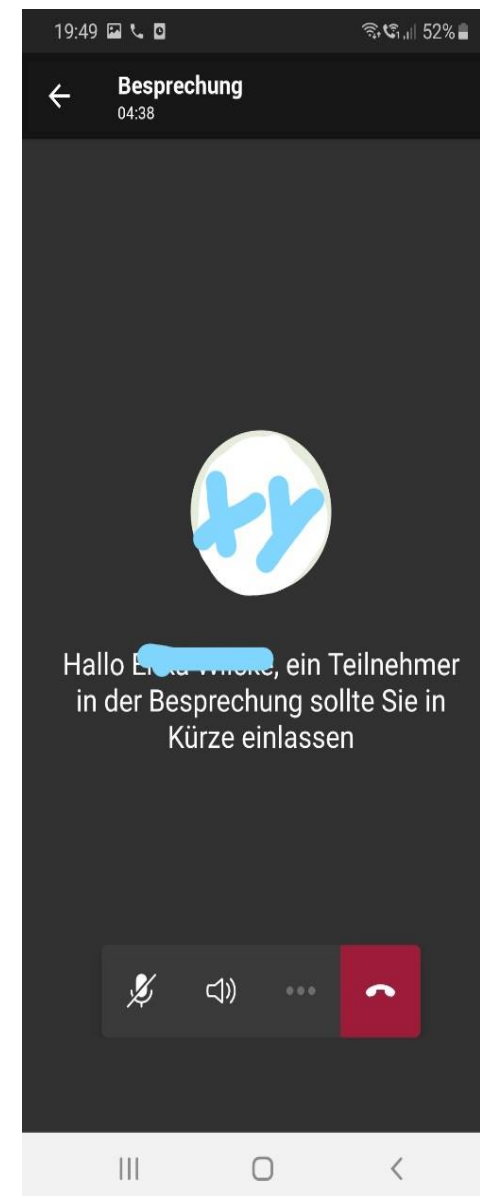 19:49 52%
Besprechung
04:38
xy
Hallo , ein Teilnehmer
in der Besprechung sollte Sie in
Kürze einlassen